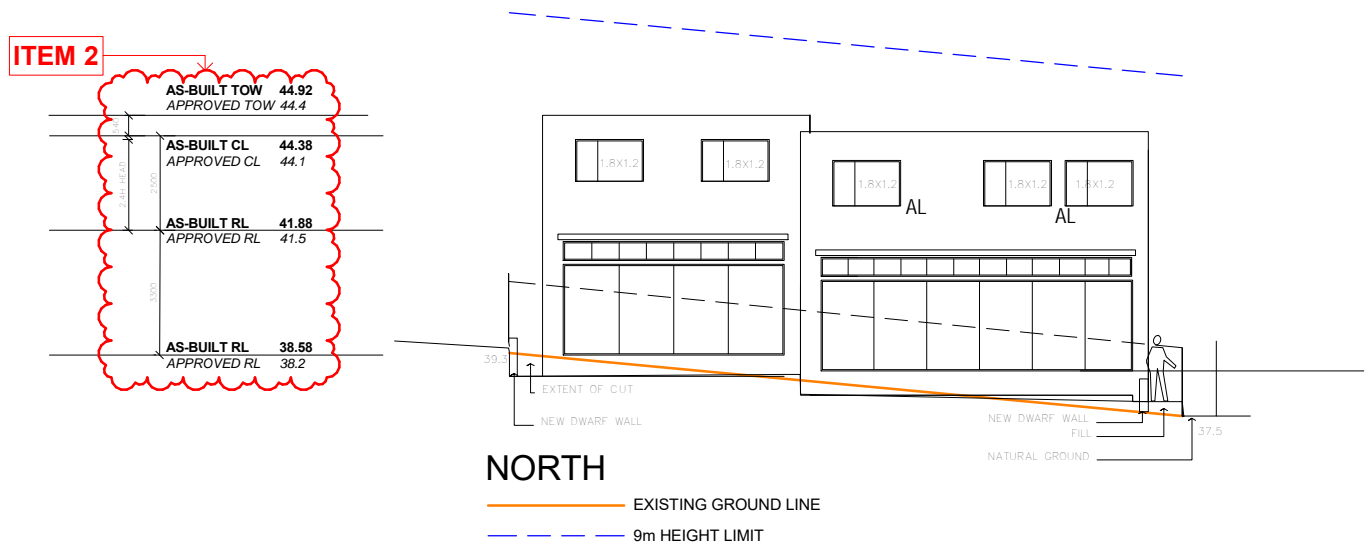 ITEM 2
AS-BUILT TOW 44.92
APPROVED TOW 44.4
540
AS-BUILT CL 44.38
APPROVED CL 44.1
2.4H HEAD
2500
AS-BUILT RL 41.88
APPROVED RL 41.5
3300
AS-BUILT RL 38.58
APPROVED RL 38.2
1.8X1.2
1.8X1.2
1.8X1.2
1.8X1.2
1.8X1.2
AL
AL
39.3
EXTENT OF CUT
NEW DWARF WALL
NEW DWARF WALL
FILL
37.5
NATURAL GROUND
NORTH
EXISTING GROUND LINE
9m HEIGHT LIMIT